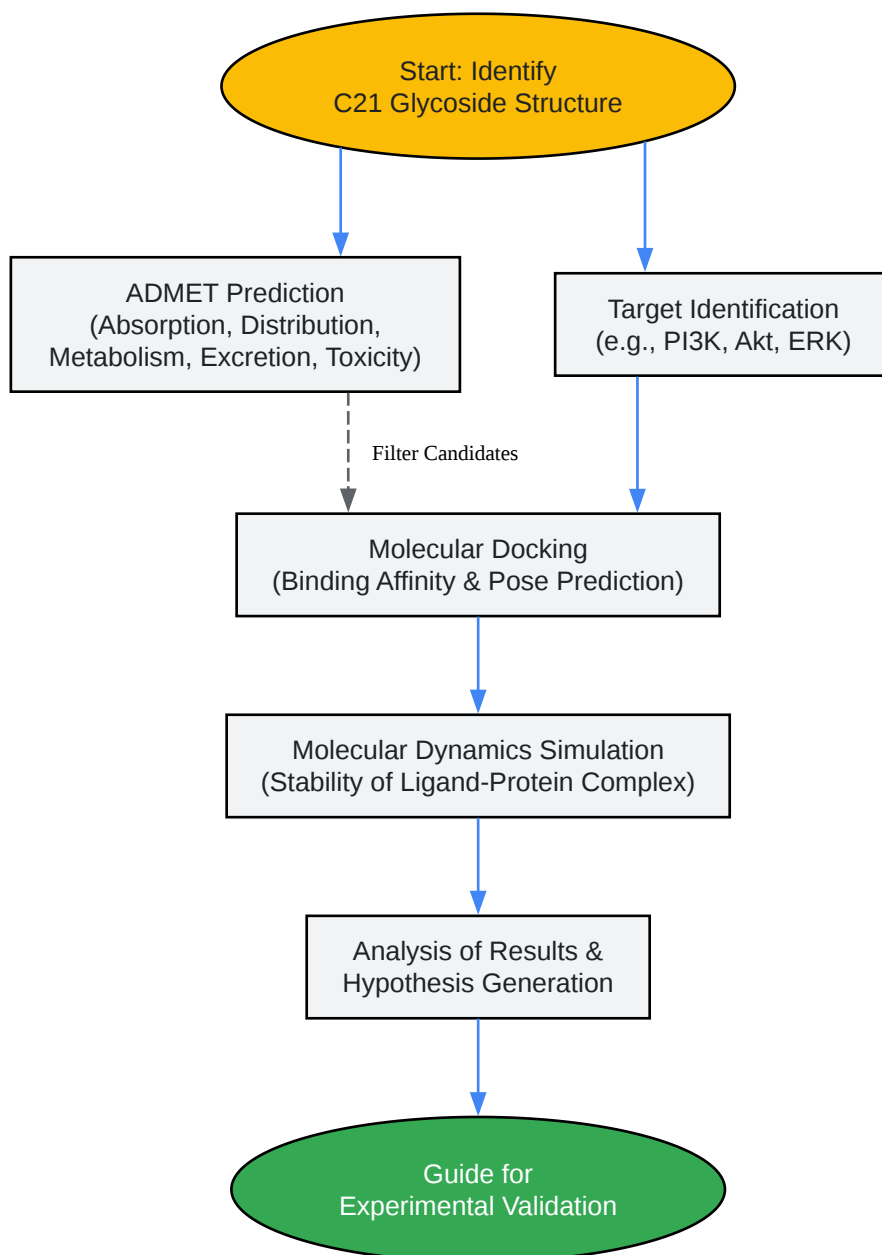 Start: Identify
C21 Glycoside Structure
ADMET Prediction
(Absorption, Distribution,
Metabolism, Excretion, Toxicity)
Target Identification
(e.g., PI3K, Akt, ERK)
Filter Candidates
Molecular Docking
(Binding Affinity & Pose Prediction)
Molecular Dynamics Simulation
(Stability of Ligand-Protein Complex)
Analysis of Results &
Hypothesis Generation
Guide for
Experimental Validation